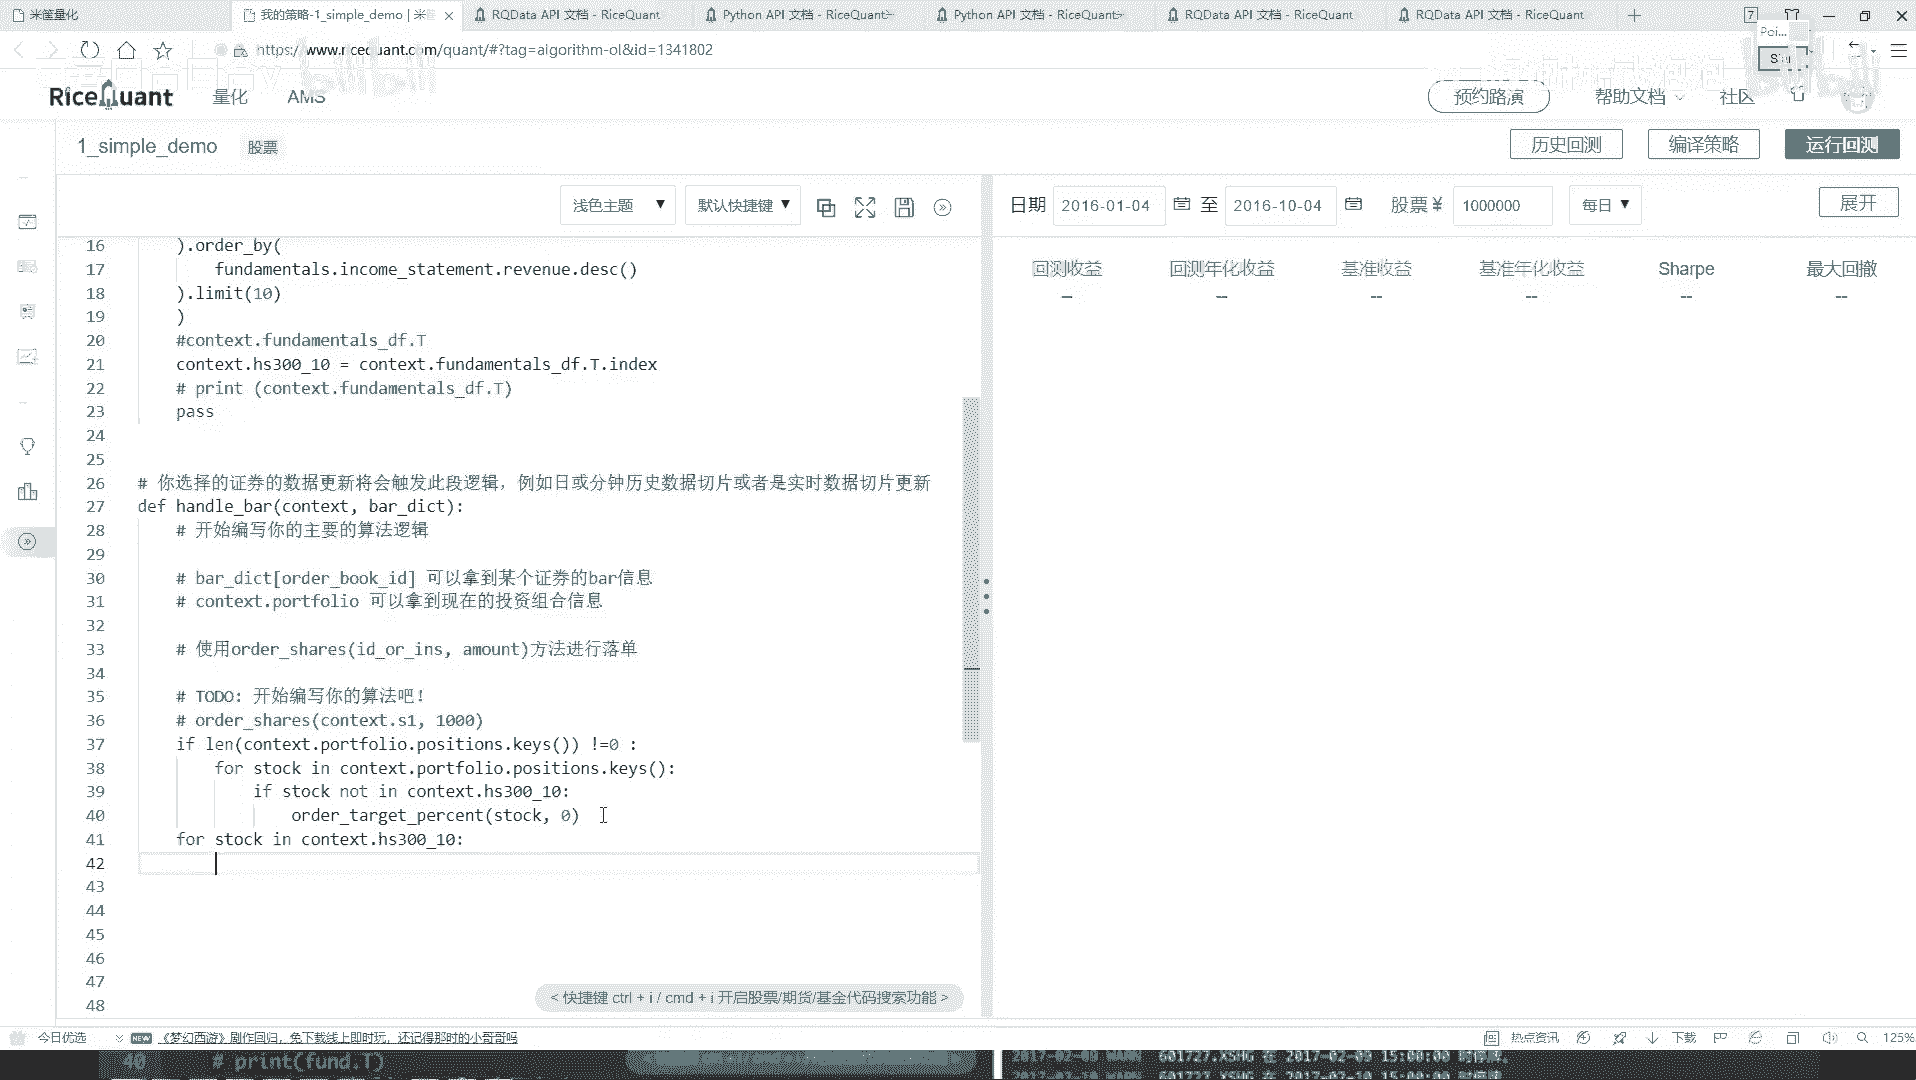 米筐量化
我的策略-1_simple_demo | 米筐
RQData API 文档 - RiceQuant
Python API 文档 - RiceQuant
Python API 文档 - RiceQuant
RQData API 文档 - RiceQuant
RQData API 文档 - RiceQuant
7
Poi...
https://www.ricequant.com/quant/#?tag=algorithm-ol&id=1341802
RiceQuant
量化
AMS
预约路演
帮助文档
社区
1_simple_demo
股票
历史回测
编译策略
运行回测
浅色主题
默认快捷键
日期
2016-01-04
至
2016-10-04
股票 ¥
1000000
每日
展开
回测收益
回测年化收益
基准收益
基准年化收益
Sharpe
最大回撤
--
--
--
--
--
--
16 ).order_by(
17 fundamentals.income_statement.revenue.desc()
18 ).limit(10)
19 )
20 #context.fundamentals_df.T
21 context.hs300_10 = context.fundamentals_df.T.index
22 # print (context.fundamentals_df.T)
23 pass
24
25
26 # 你选择的证券的数据更新将会触发此段逻辑，例如日或分钟历史数据切片或者是实时数据切片更新
27 def handle_bar(context, bar_dict):
28 # 开始编写你的主要的算法逻辑
29
30 # bar_dict[order_book_id] 可以拿到某个证券的bar信息
31 # context.portfolio 可以拿到现在的投资组合信息
32
33 # 使用order_shares(id_or_ins, amount)方法进行落单
34
35 # TODO: 开始编写你的算法吧！
36 # order_shares(context.s1, 1000)
37 if len(context.portfolio.positions.keys()) !=0 :
38 for stock in context.portfolio.positions.keys():
39 if stock not in context.hs300_10:
40 order_target_percent(stock, 0)
41 for stock in context.hs300_10:
42
43
44
45
46
47
48
< 快捷键 ctrl + i / cmd + i 开启股票/期货/基金代码搜索功能 >
今日优选
NEW
《梦幻西游》剧作回归，免下载线上即时玩，还记得那时的小哥哥吗
热点资讯
下载
125%
40 # print(fund.T)